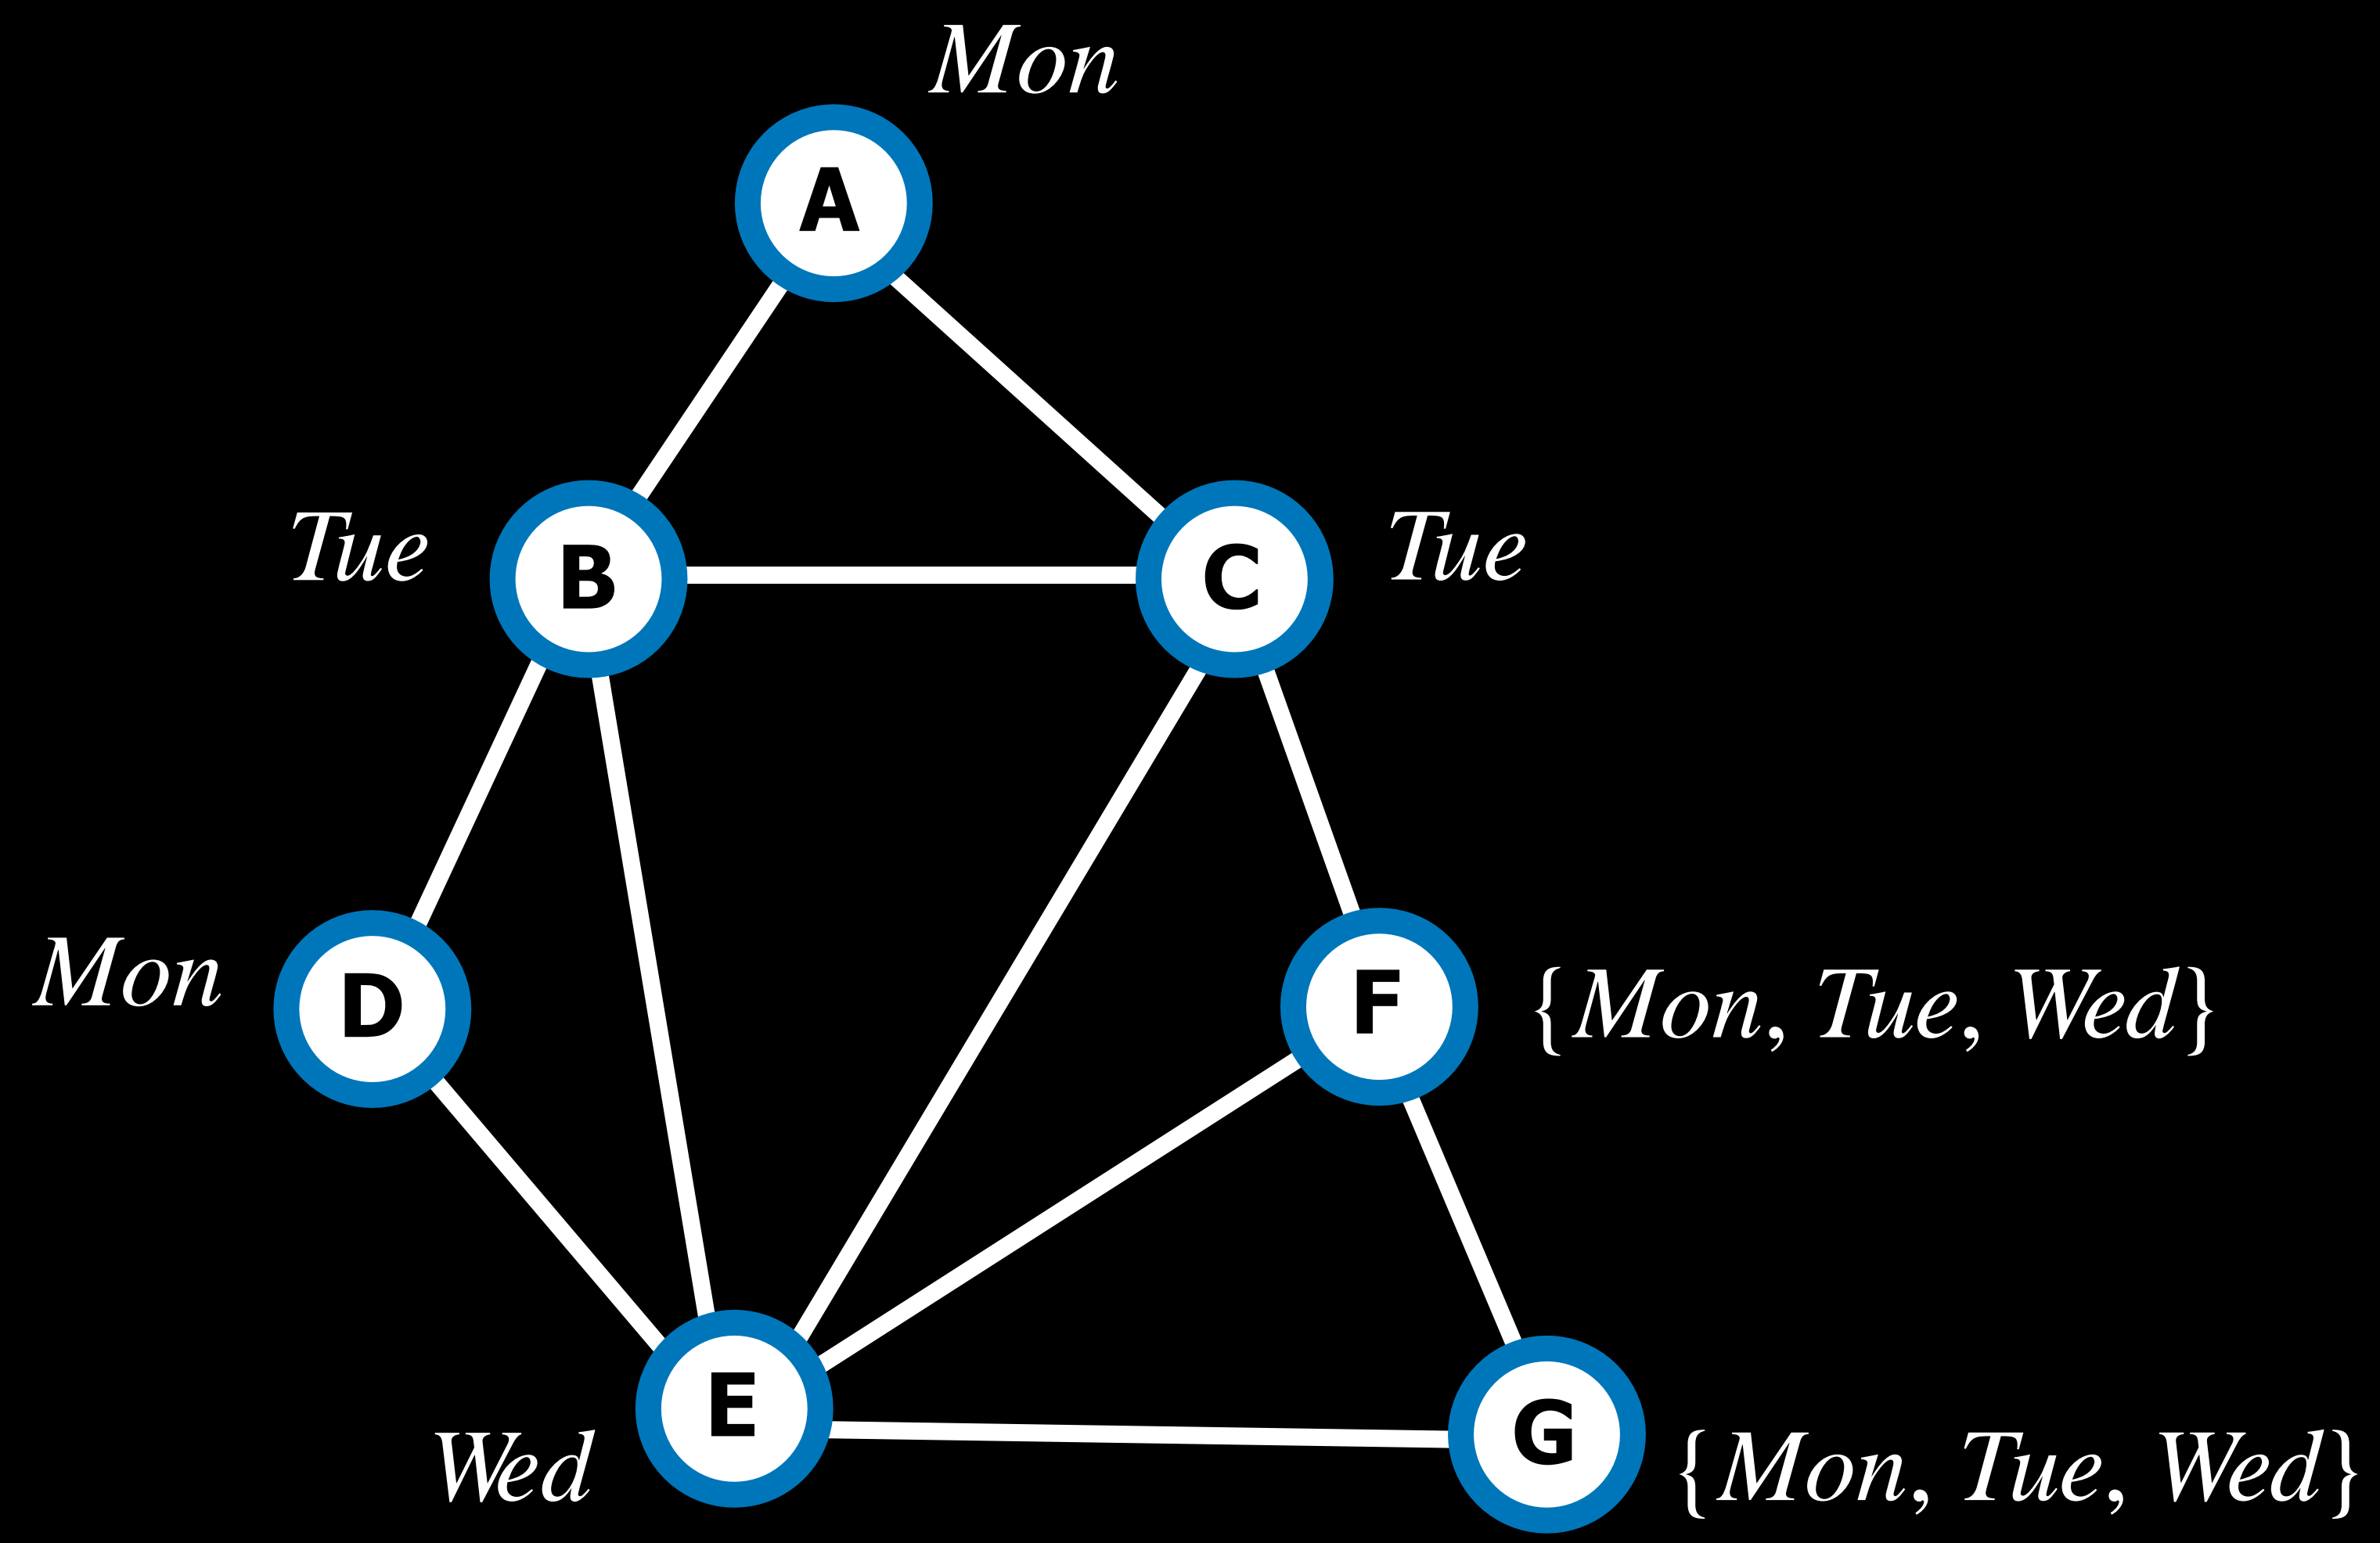 Mon
A
Tue
B
C
Tue
Mon
D
F
{Mon, Tue, Wed}
E
Wed
G
{Mon, Tue, Wed}